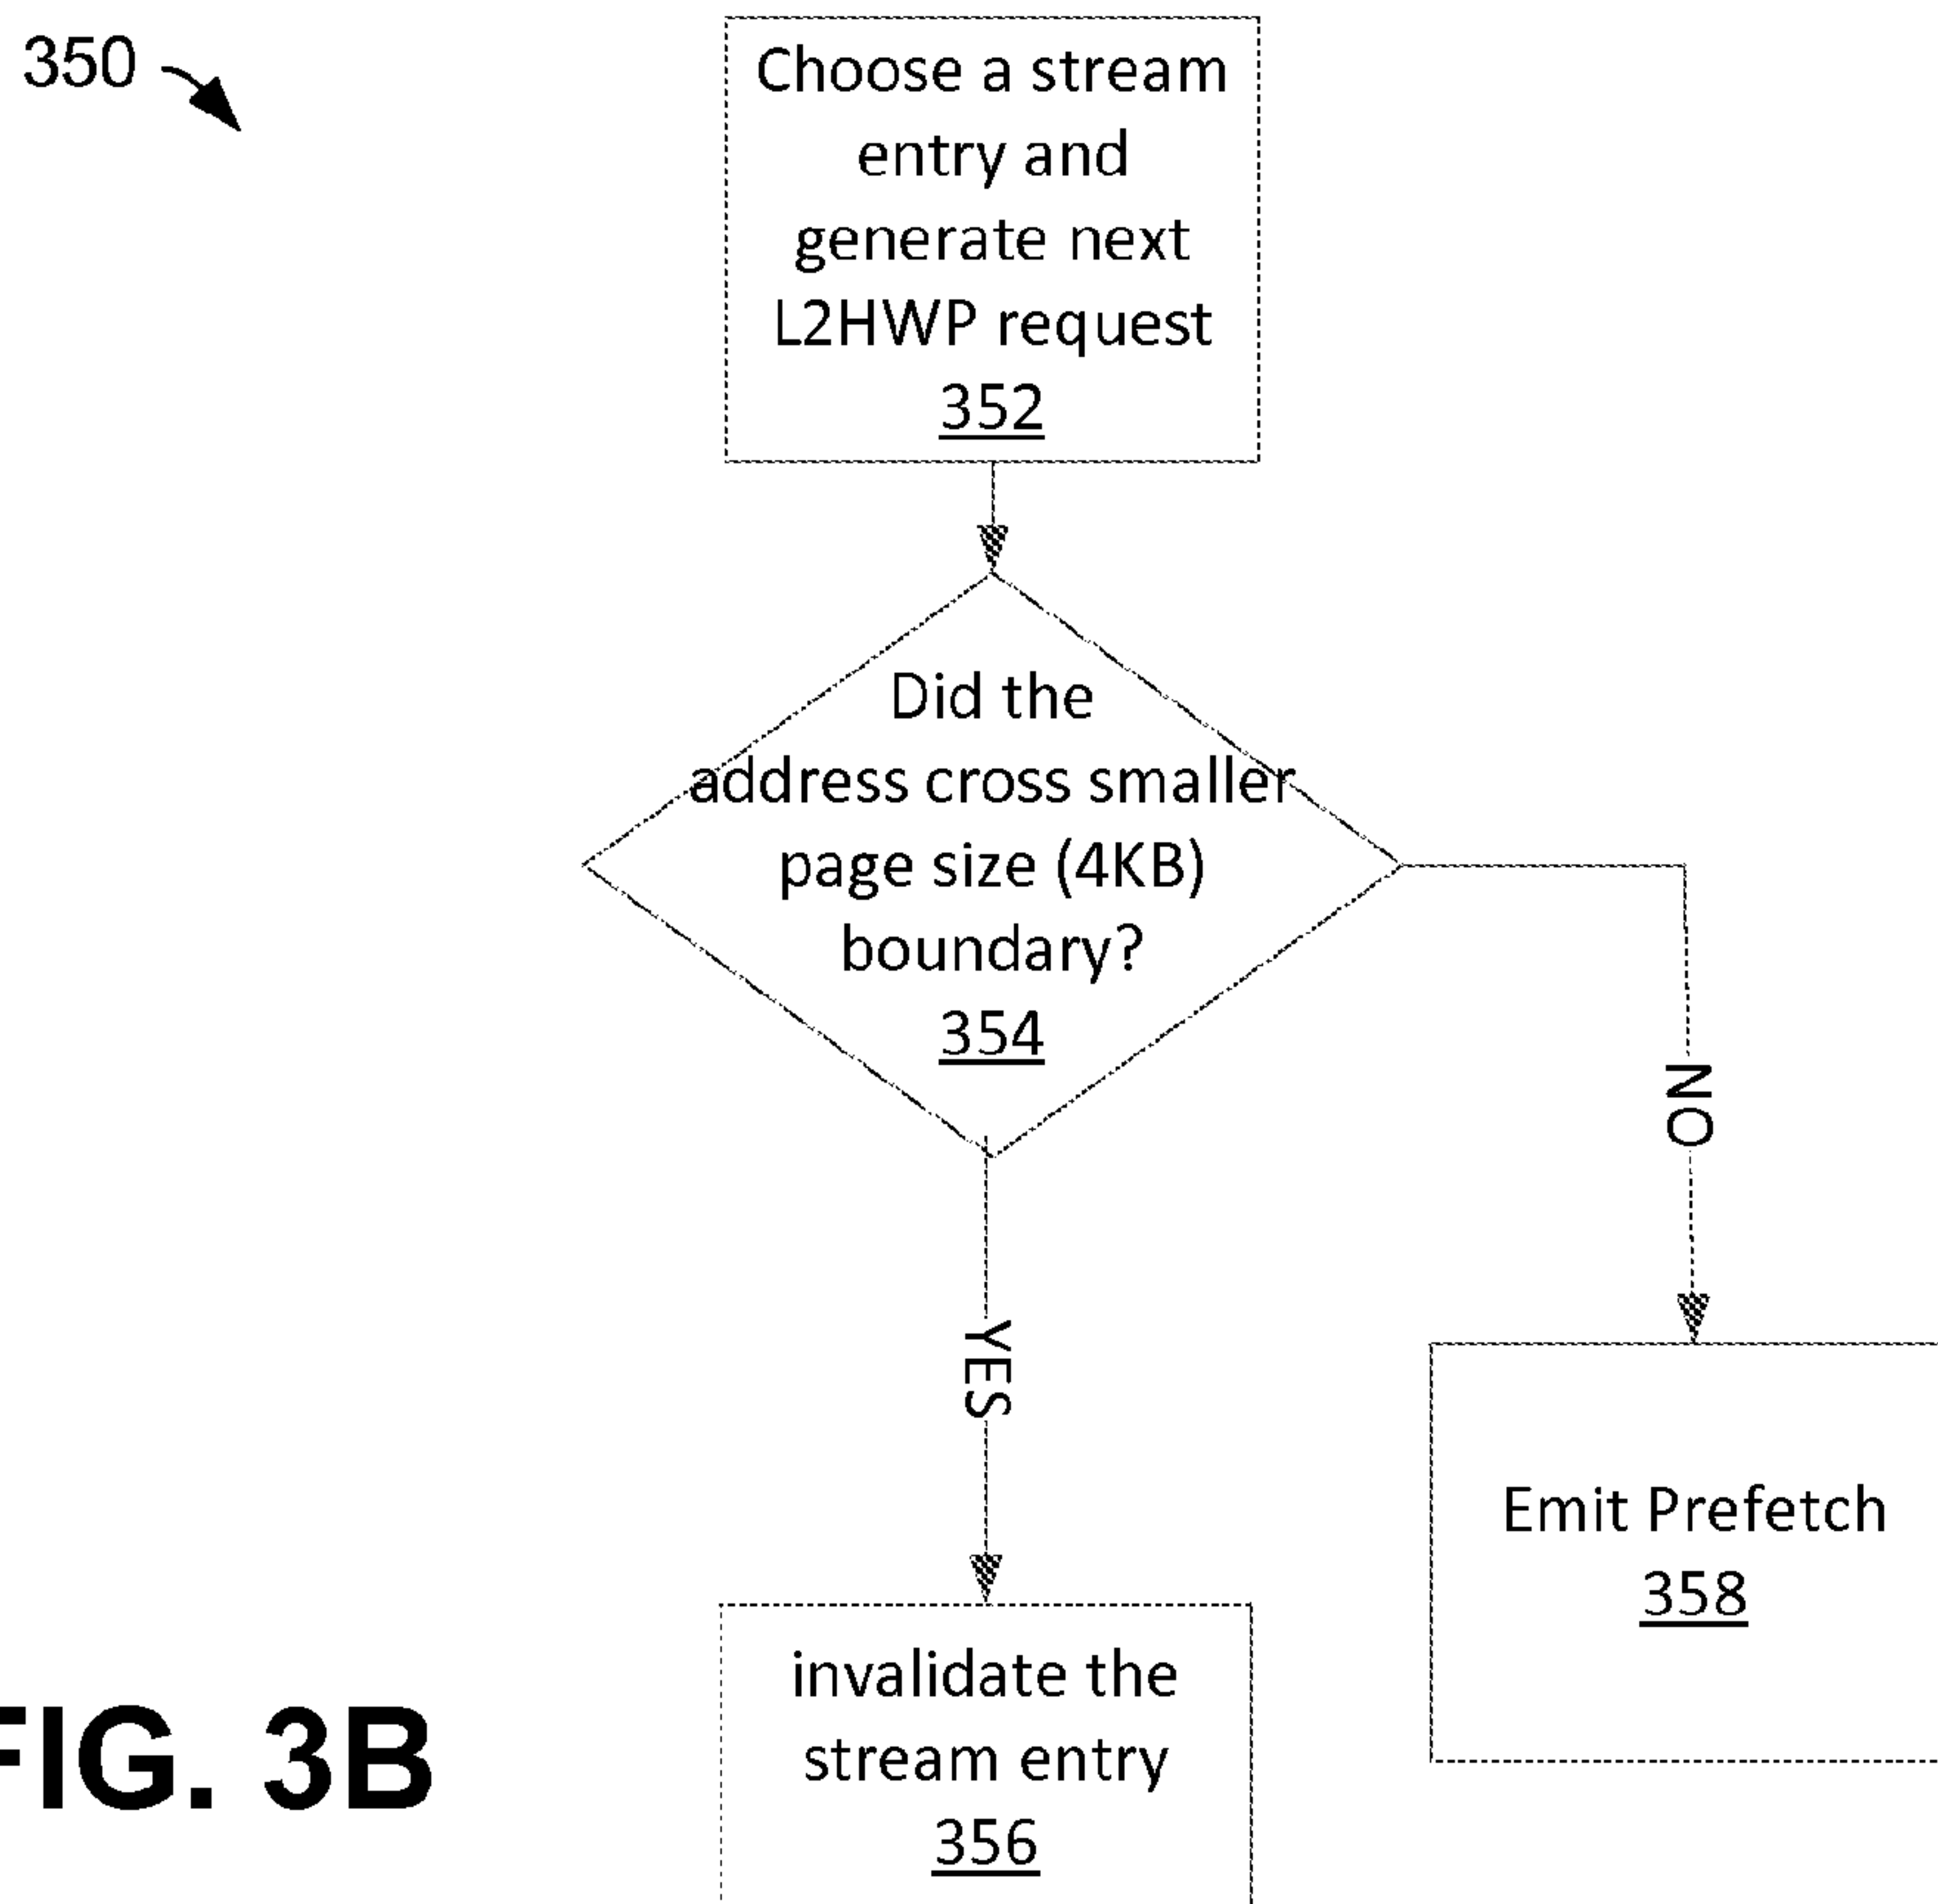 350
Choose a stream
entry and
generate next
L2HWP request
352
Did the
address cross smaller
page size (4KB)
boundary?
354
NO
YES
Emit Prefetch
358
invalidate the
stream entry
356
FIG. 3B